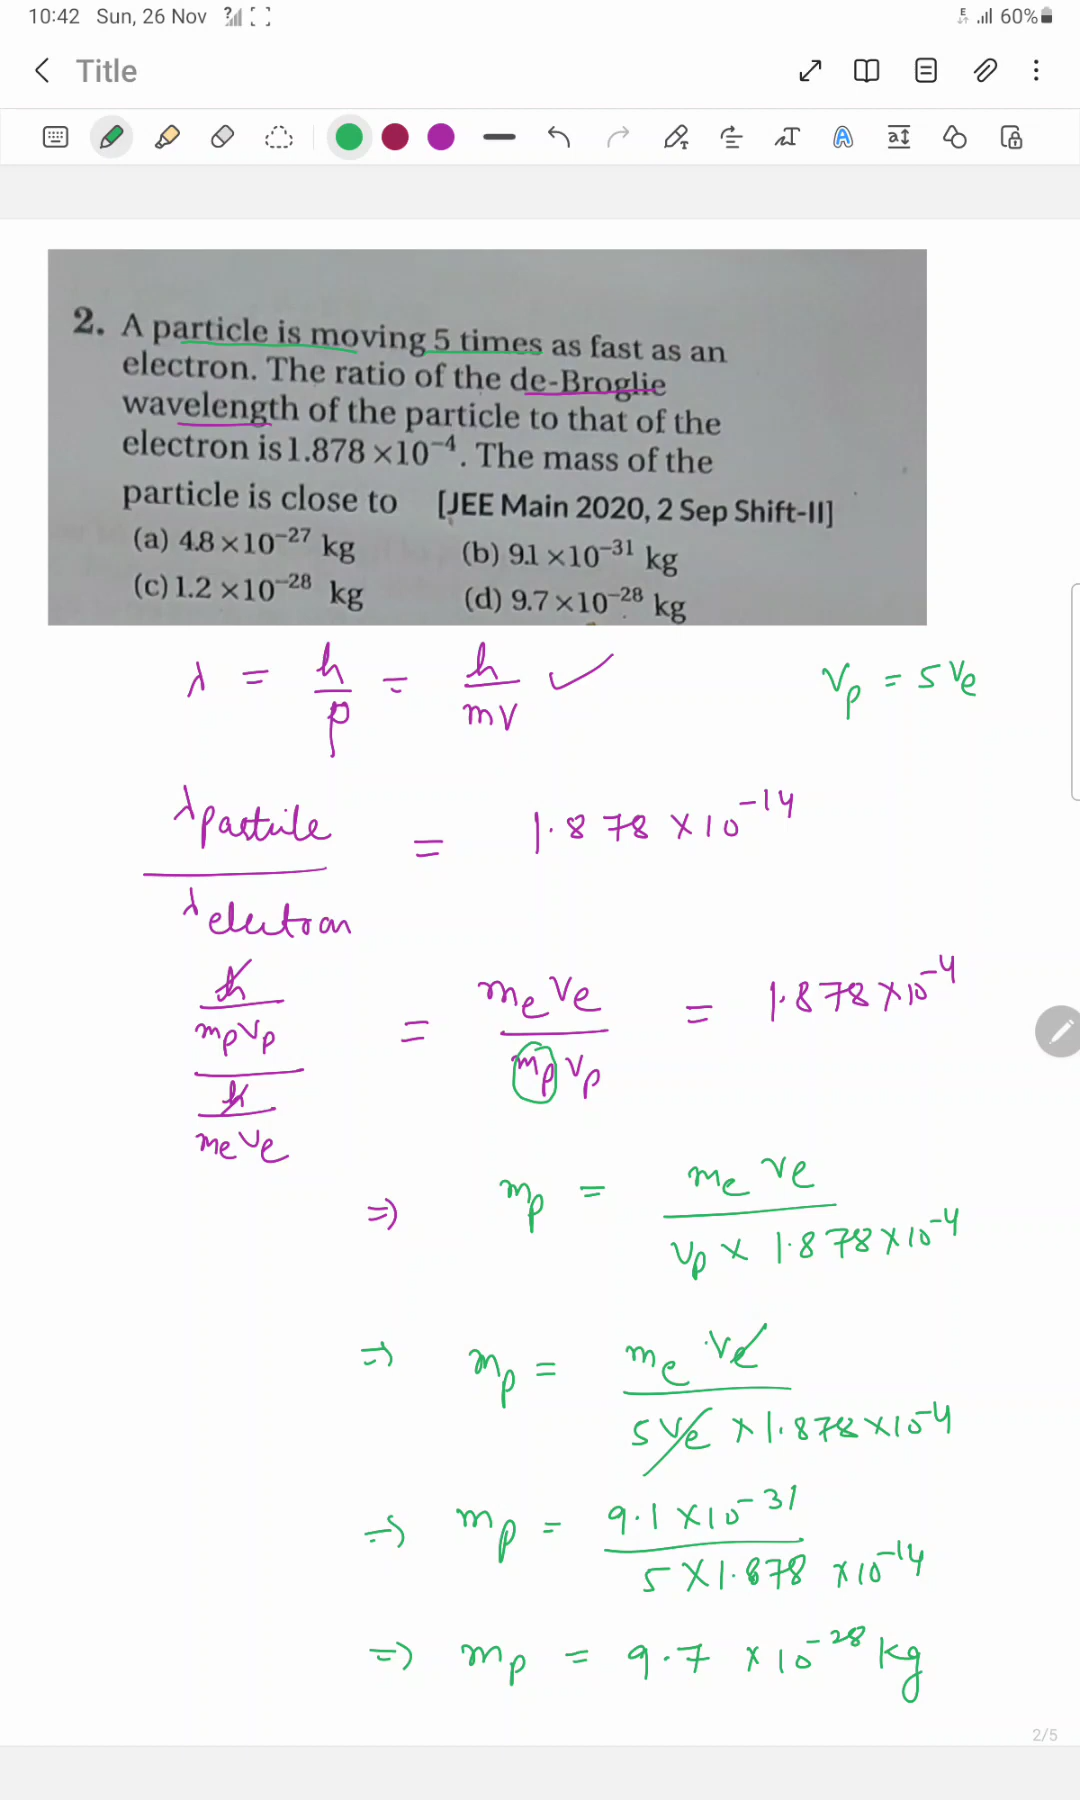 10:42 Sun, 26 Nov 60%
Title
2. A particle is moving 5 times as fast as an
electron. The ratio of the de-Broglie
wavelength of the particle to that of the
electron is 1.878 ×10⁻⁴. The mass of the
particle is close to [JEE Main 2020, 2 Sep Shift-II]
(a) 4.8 ×10⁻²⁷ kg (b) 9.1 ×10⁻³¹ kg
(c) 1.2 ×10⁻²⁸ kg (d) 9.7 ×10⁻²⁸ kg
λ = h/p = h/mv ✓ Vp = 5 Ve
λparticle / λelectron = 1.878 × 10⁻¹⁴
(h/mpvp) / (h/meve) = meve / mpvp = 1.878 × 10⁻⁴
⇒ mp = meve / vp × 1.878 × 10⁻⁴
⇒ mp = meve / 5ve × 1.878 × 10⁻⁴
⇒ mp = 9.1 × 10⁻³¹ / 5 × 1.878 × 10⁻¹⁴
⇒ mp = 9.7 × 10⁻²⁸ kg
2/5